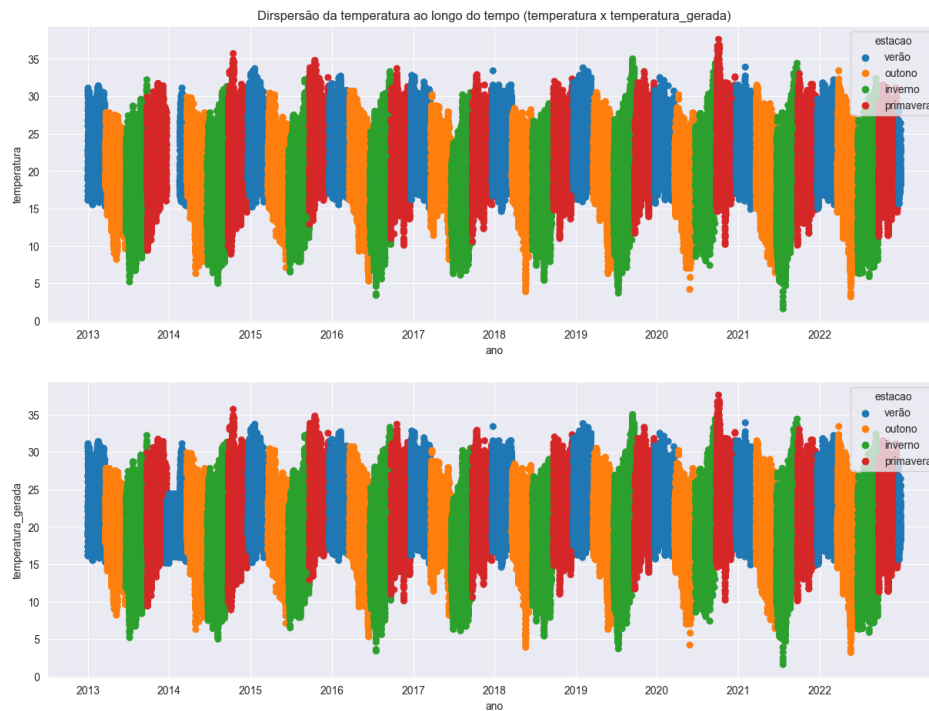 Dirspersão da temperatura ao longo do tempo (temperatura x temperatura_gerada)
35
30
25
20
15
10
5
0
temperatura
estacao
verão
outono
inverno
primavera
2013 2014 2015 2016 2017 2018 2019 2020 2021 2022
ano
35
30
25
20
15
10
5
0
temperatura_gerada
estacao
verão
outono
inverno
primavera
2013 2014 2015 2016 2017 2018 2019 2020 2021 2022
ano